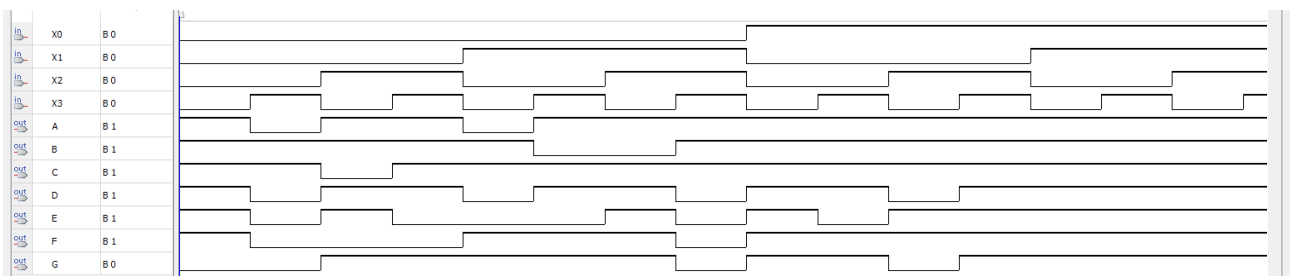 in X0 B 0
in X1 B 0
in X2 B 0
in X3 B 0
out A B 1
out B B 1
out C B 1
out D B 1
out E B 1
out F B 1
out G B 0